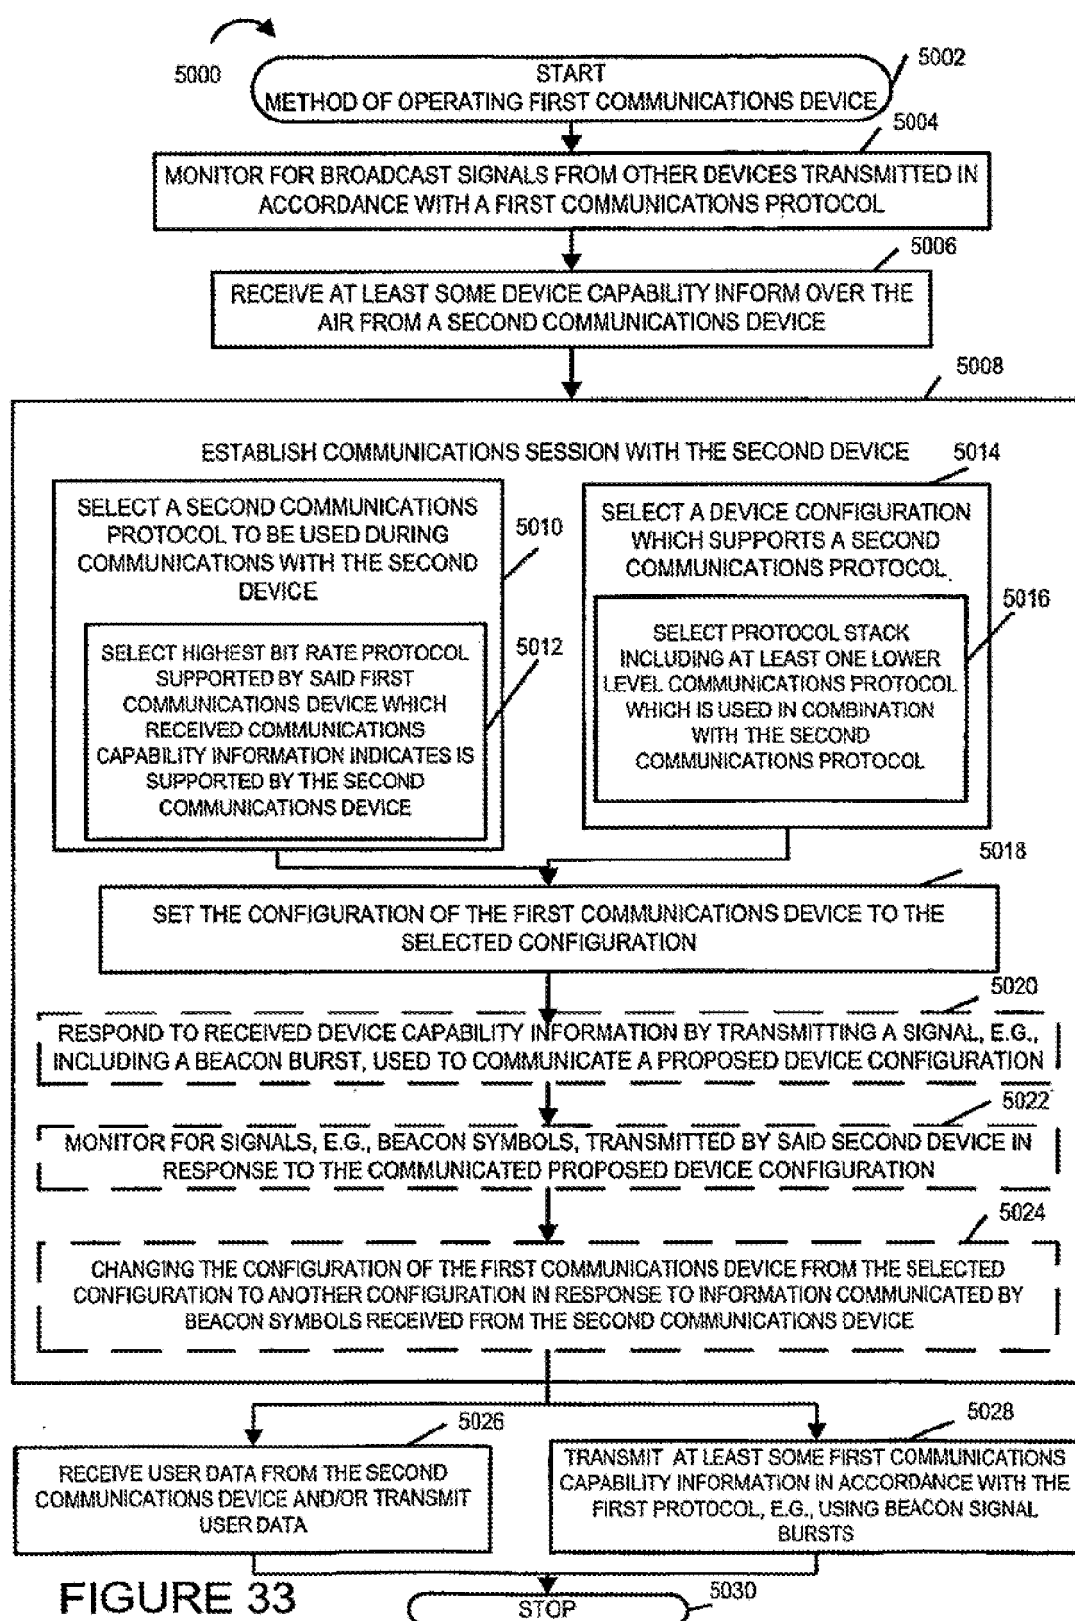 5000
START
METHOD OF OPERATING FIRST COMMUNICATIONS DEVICE
5002
5004
MONITOR FOR BROADCAST SIGNALS FROM OTHER DEVICES TRANSMITTED IN
ACCORDANCE WITH A FIRST COMMUNICATIONS PROTOCOL
5006
RECEIVE AT LEAST SOME DEVICE CAPABILITY INFORM OVER THE
AIR FROM A SECOND COMMUNICATIONS DEVICE
5008
ESTABLISH COMMUNICATIONS SESSION WITH THE SECOND DEVICE
SELECT A SECOND COMMUNICATIONS
PROTOCOL TO BE USED DURING
COMMUNICATIONS WITH THE SECOND
DEVICE
5010
SELECT HIGHEST BIT RATE PROTOCOL
SUPPORTED BY SAID FIRST
COMMUNICATIONS DEVICE WHICH
RECEIVED COMMUNICATIONS
CAPABILITY INFORMATION INDICATES IS
SUPPORTED BY THE SECOND
COMMUNICATIONS DEVICE
5012
5014
SELECT A DEVICE CONFIGURATION
WHICH SUPPORTS A SECOND
COMMUNICATIONS PROTOCOL
5016
SELECT PROTOCOL STACK
INCLUDING AT LEAST ONE LOWER
LEVEL COMMUNICATIONS PROTOCOL
WHICH IS USED IN COMBINATION
WITH THE SECOND
COMMUNICATIONS PROTOCOL
5018
SET THE CONFIGURATION OF THE FIRST COMMUNICATIONS DEVICE TO THE
SELECTED CONFIGURATION
5020
RESPOND TO RECEIVED DEVICE CAPABILITY INFORMATION BY TRANSMITTING A SIGNAL, E.G.,
INCLUDING A BEACON BURST, USED TO COMMUNICATE A PROPOSED DEVICE CONFIGURATION
5022
MONITOR FOR SIGNALS, E.G., BEACON SYMBOLS, TRANSMITTED BY SAID SECOND DEVICE IN
RESPONSE TO THE COMMUNICATED PROPOSED DEVICE CONFIGURATION
5024
CHANGING THE CONFIGURATION OF THE FIRST COMMUNICATIONS DEVICE FROM THE SELECTED
CONFIGURATION TO ANOTHER CONFIGURATION IN RESPONSE TO INFORMATION COMMUNICATED BY
BEACON SYMBOLS RECEIVED FROM THE SECOND COMMUNICATIONS DEVICE
5026
RECEIVE USER DATA FROM THE SECOND
COMMUNICATIONS DEVICE AND/OR TRANSMIT
USER DATA
5028
TRANSMIT AT LEAST SOME FIRST COMMUNICATIONS
CAPABILITY INFORMATION IN ACCORDANCE WITH THE
FIRST PROTOCOL, E.G., USING BEACON SIGNAL
BURSTS
FIGURE 33
STOP
5030